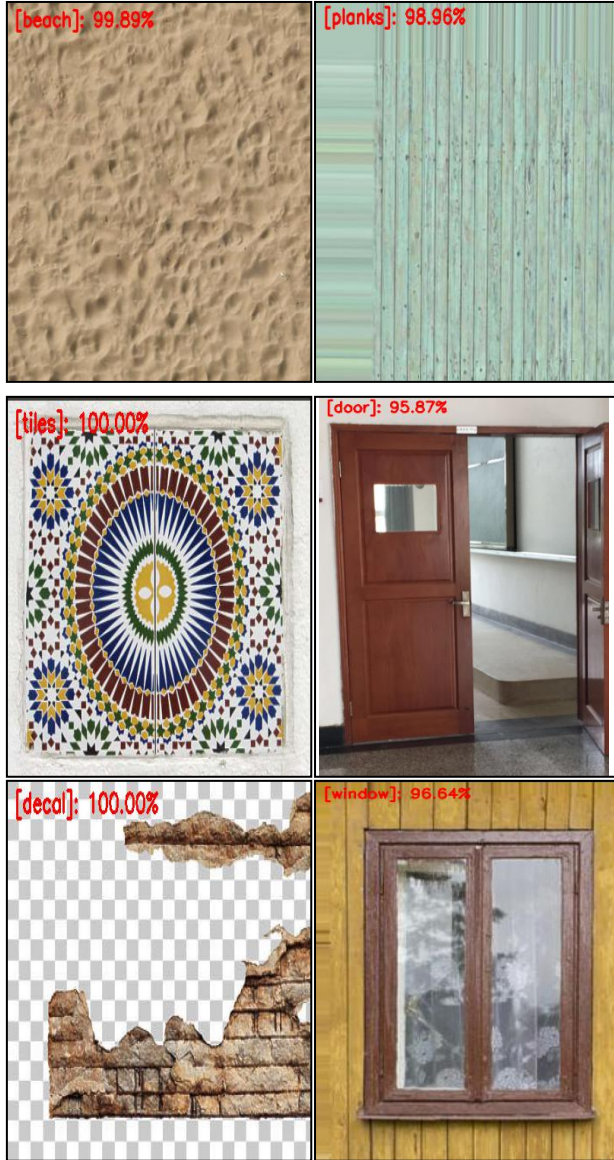 [beach]: 99.89%
[planks]: 98.96%
[tiles]: 100.00%
[door]: 95.87%
[decal]: 100.00%
[window]: 96.64%